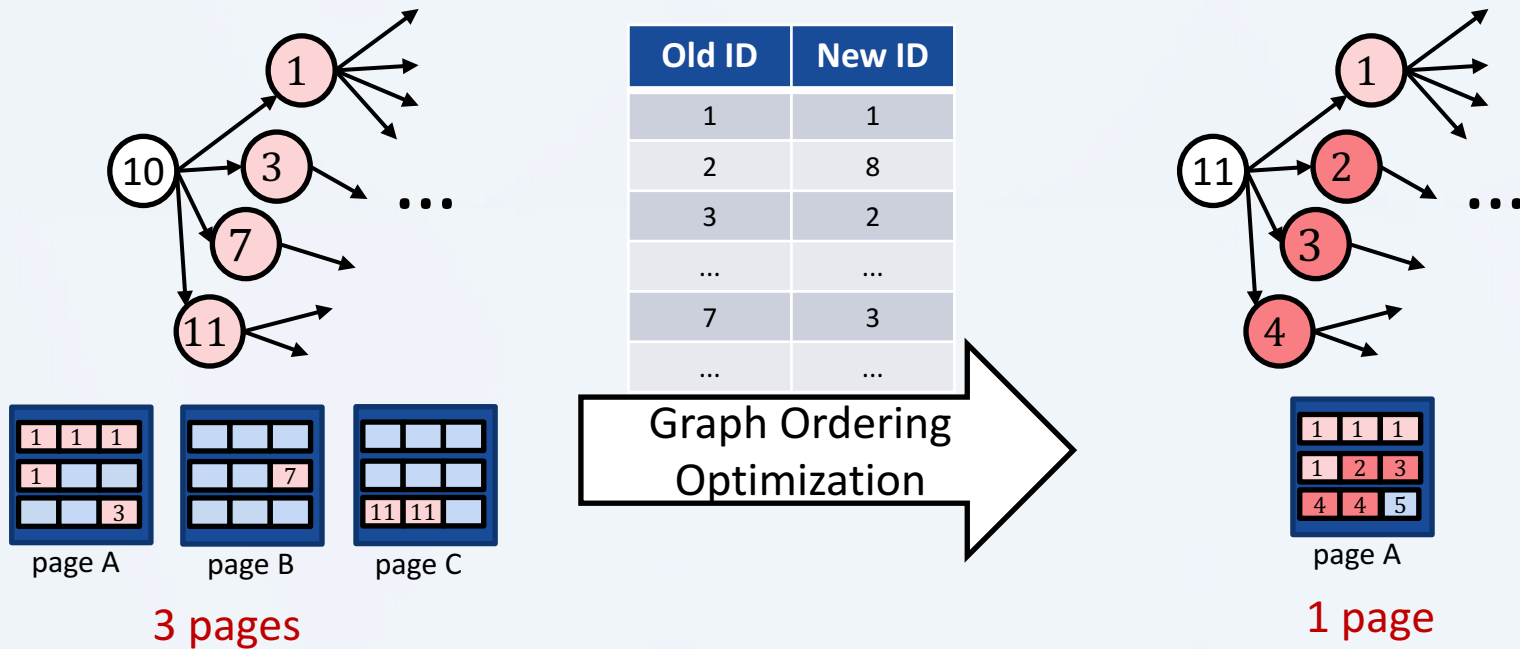 1
10
3
7
11
...
1 1 1
1
3
page A
7
page B
11 11
page C
3 pages
Old ID New ID
1 1
2 8
3 2
... ...
7 3
... ...
Graph Ordering
Optimization
1
11
2
3
4
...
1 1 1
1 2 3
4 4 5
page A
1 page